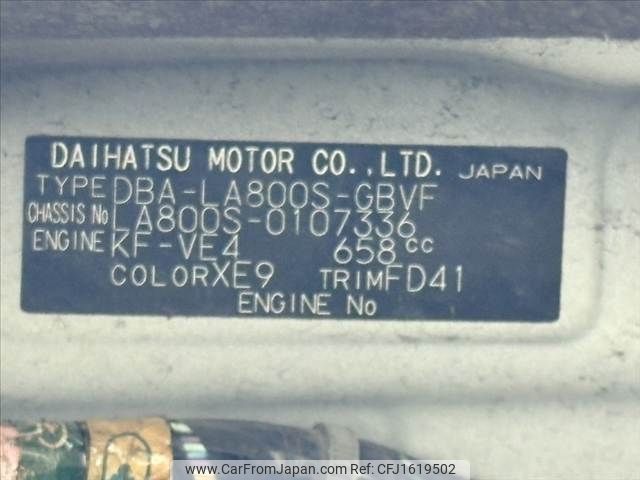 DAIHATSU MOTOR CO.,LTD. JAPAN
TYPE DBA-LA800S-GBVF
CHASSIS No LA800S-0107336
ENGINE KF-VE4 658cc
COLOR XE9 TRIM FD41
ENGINE No
www.CarFromJapan.com CFJ1619502